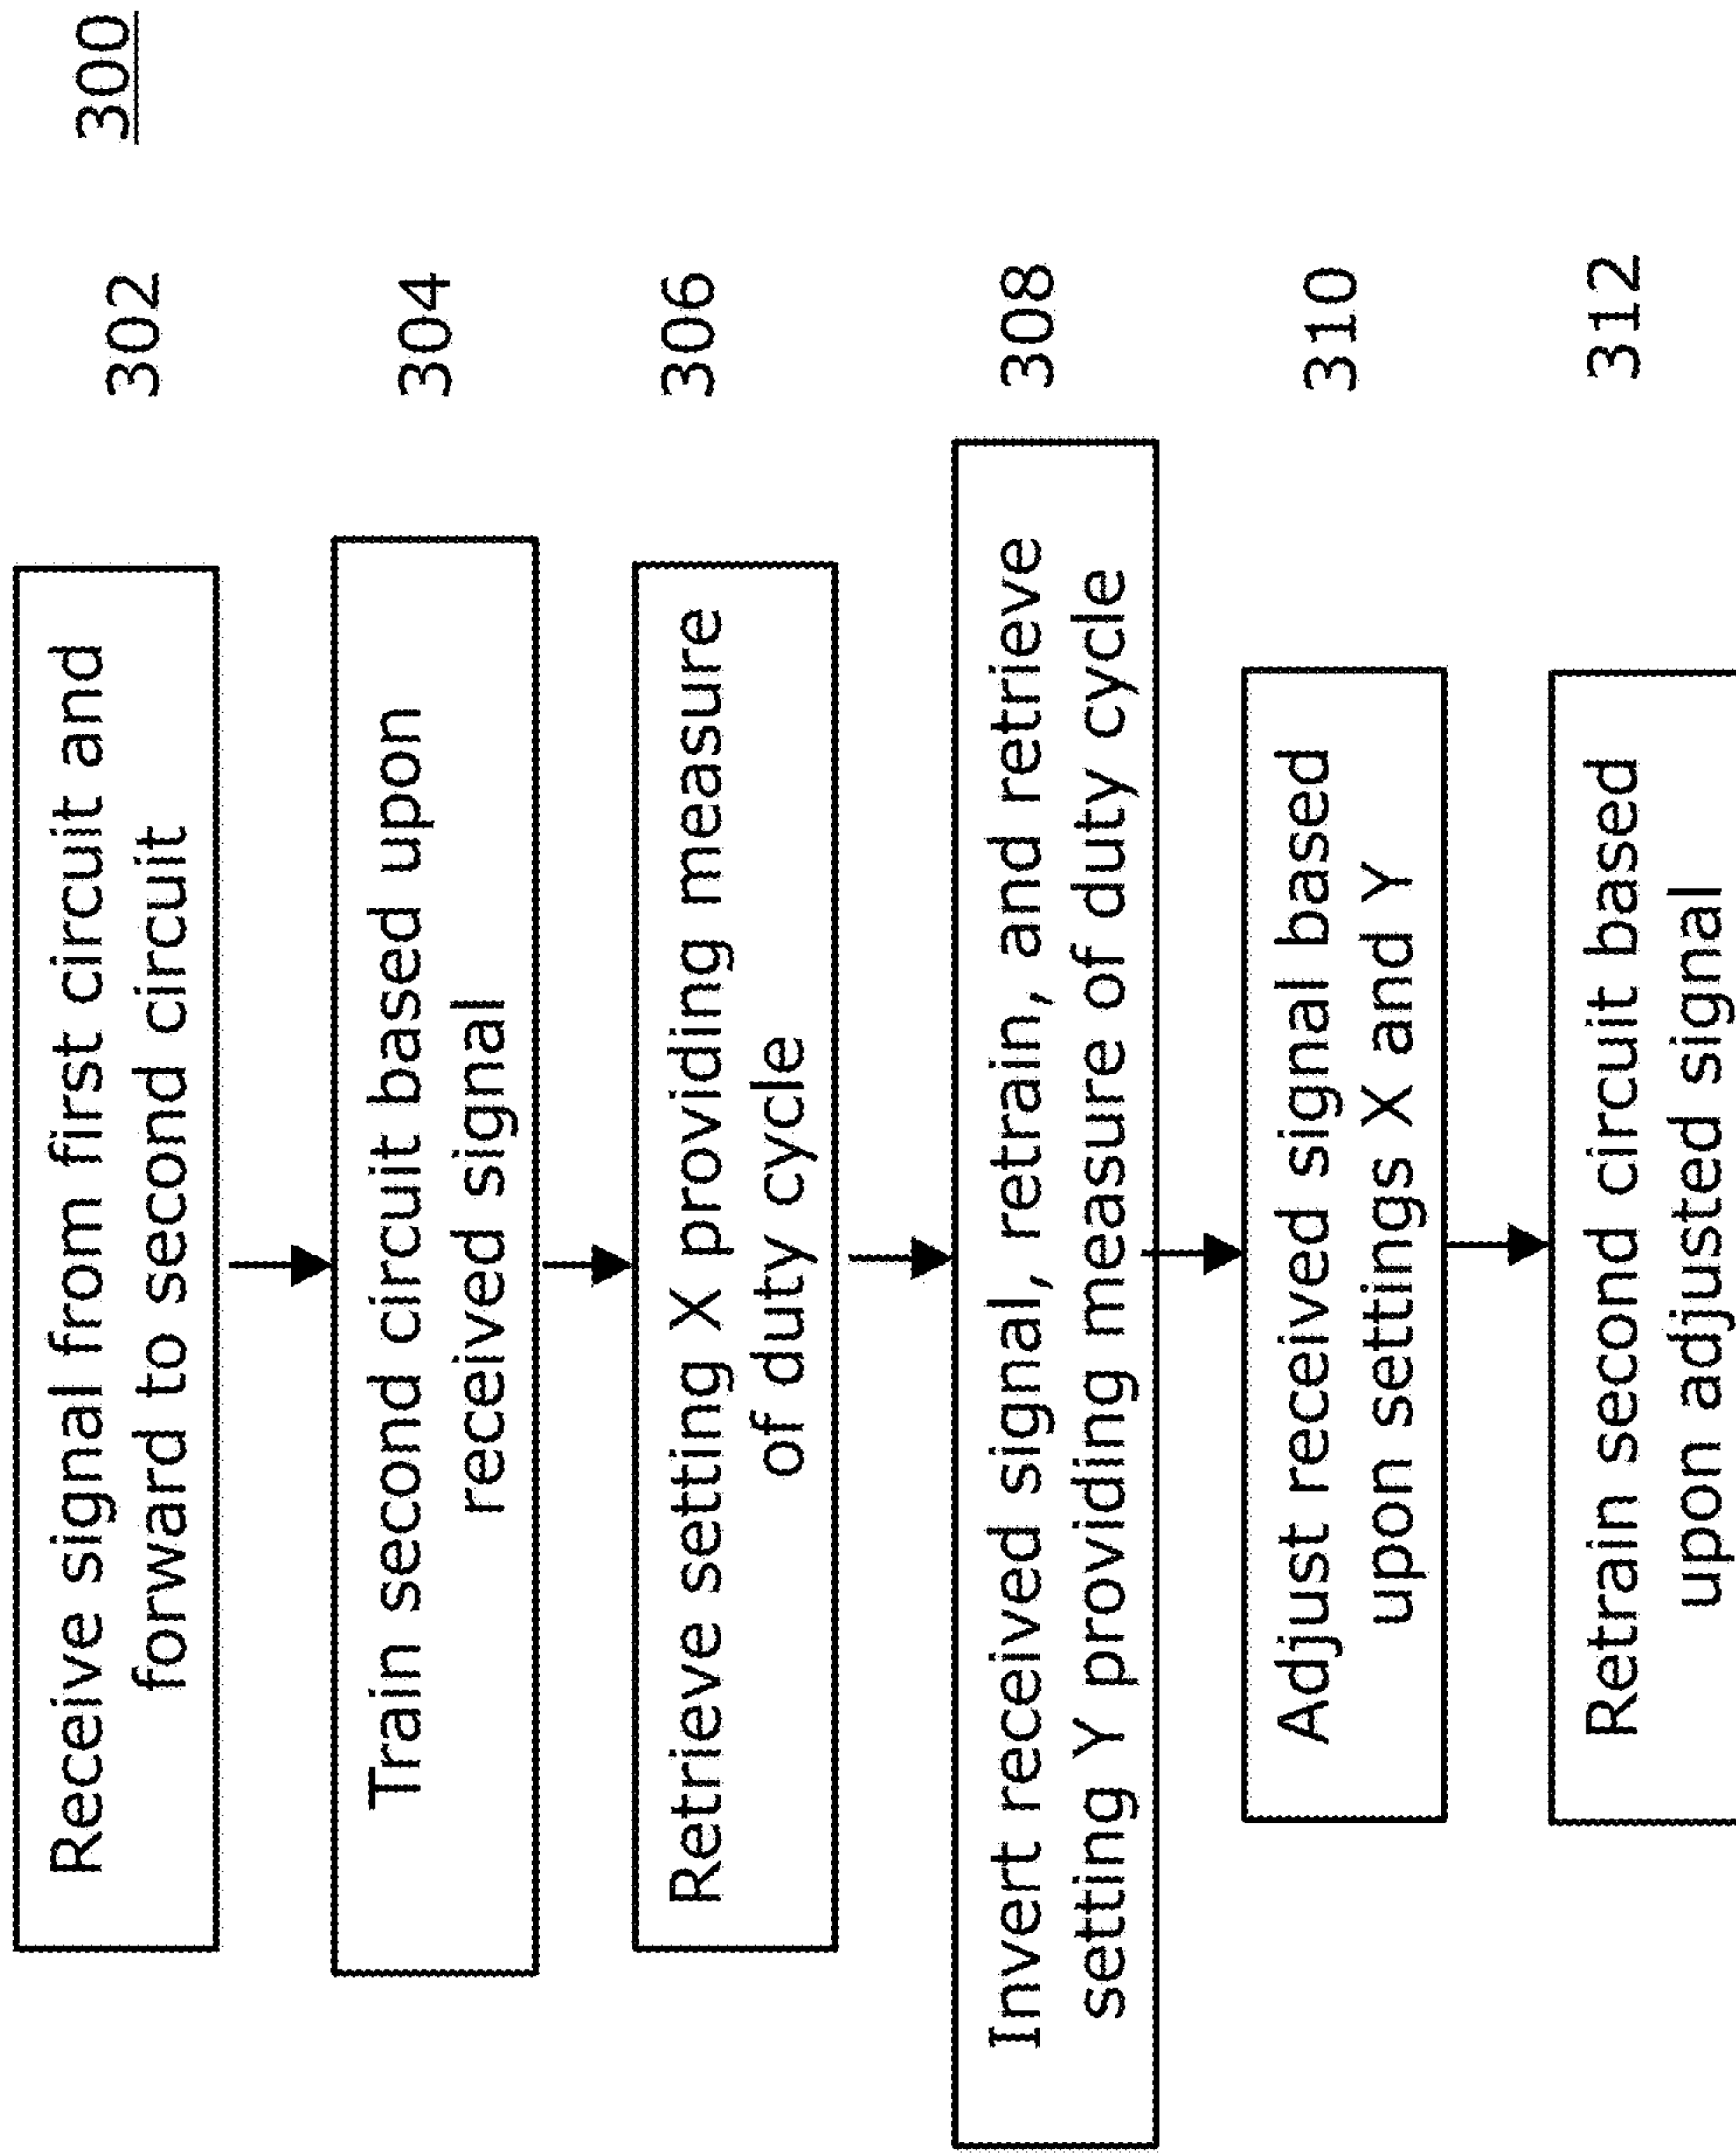 300
Receive signal from first circuit and
forward to second circuit
302
Train second circuit based upon
received signal
304
Retrieve setting X providing measure
of duty cycle
306
Invert received signal, retrain, and retrieve
setting Y providing measure of duty cycle
308
Adjust received signal based
upon settings X and Y
310
Retrain second circuit based
upon adjusted signal
312